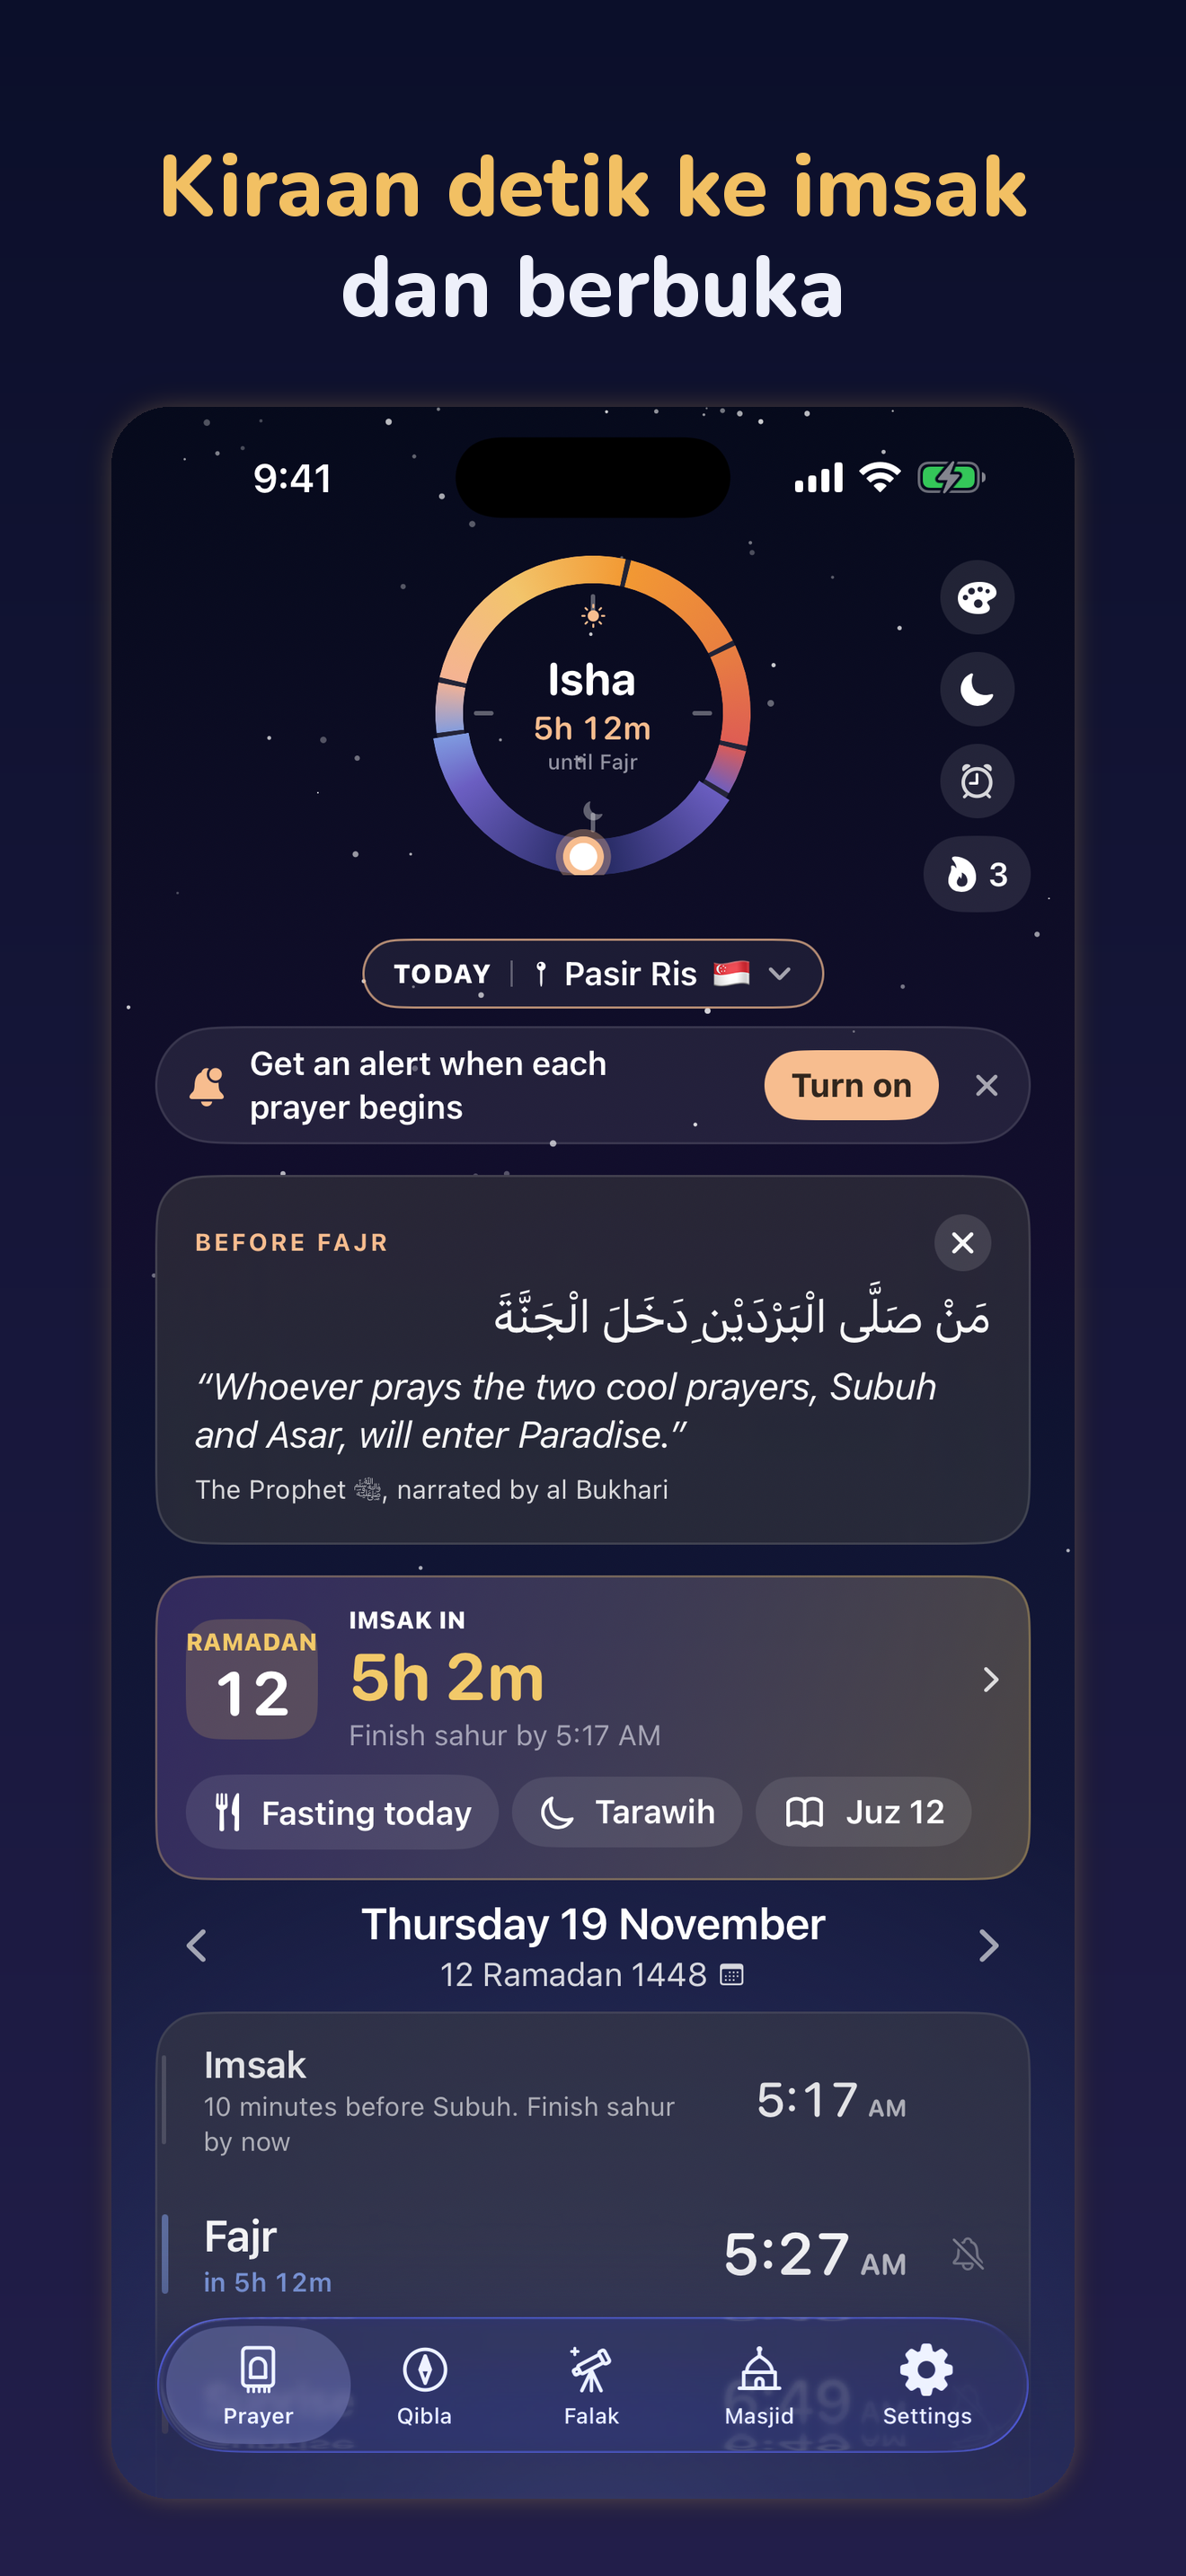 Kiraan detik ke imsak
dan berbuka
9:41
Isha
5h 12m
until Fajr
3
TODAY | Pasir Ris
Get an alert when each
prayer begins
Turn on
BEFORE FAJR
مَنْ صَلَّى الْبَرْدَيْنِ دَخَلَ الْجَنَّةَ
“Whoever prays the two cool prayers, Subuh
and Asar, will enter Paradise.”
The Prophet ﷺ, narrated by al Bukhari
RAMADAN
12
IMSAK IN
5h 2m
Finish sahur by 5:17 AM
Fasting today
Tarawih
Juz 12
Thursday 19 November
12 Ramadan 1448
Imsak
10 minutes before Subuh. Finish sahur
by now
5:17 AM
Fajr
in 5h 12m
5:27 AM
6:49 AM
Prayer
Qibla
Falak
Masjid
Settings